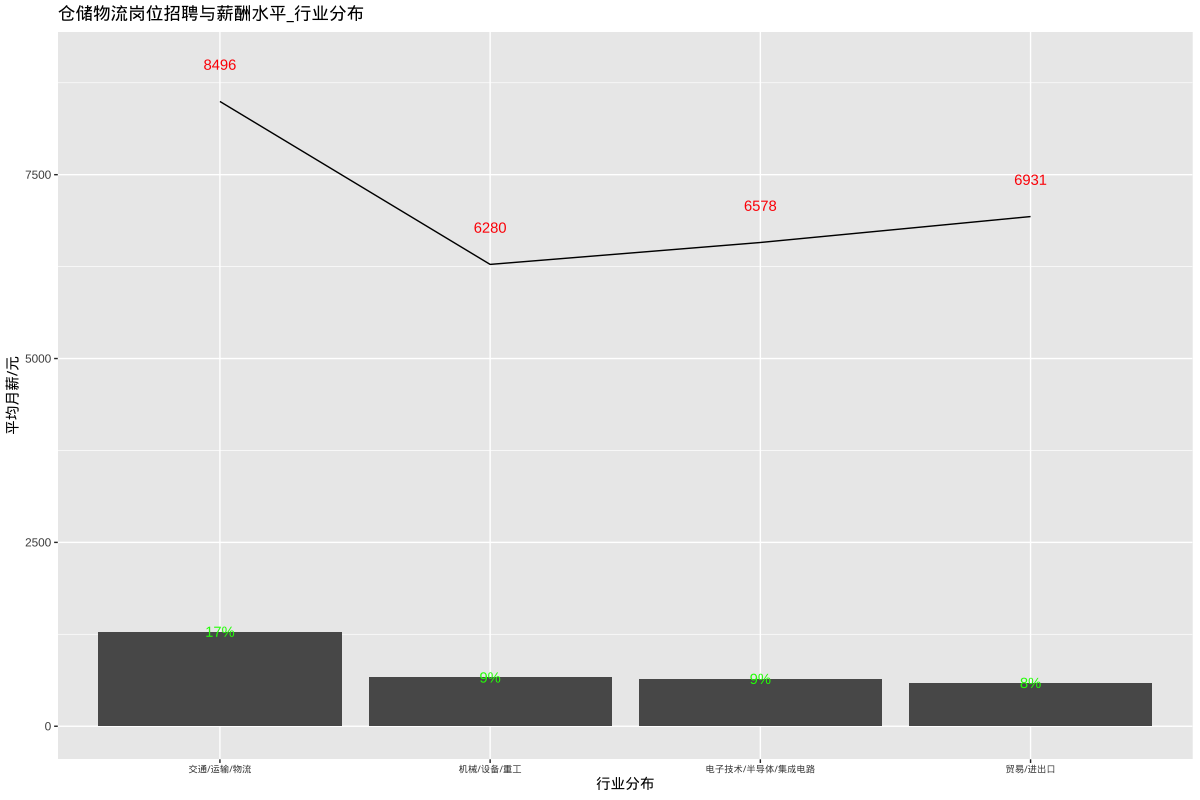 仓储物流岗位招聘与薪酬水平_行业分布
8496
7500
6931
6578
6280
平均月薪/元
5000
2500
17%
9%
9%
8%
0
交通/运输/物流
机械/设备/重工
电子技术/半导体/集成电路
贸易/进出口
行业分布